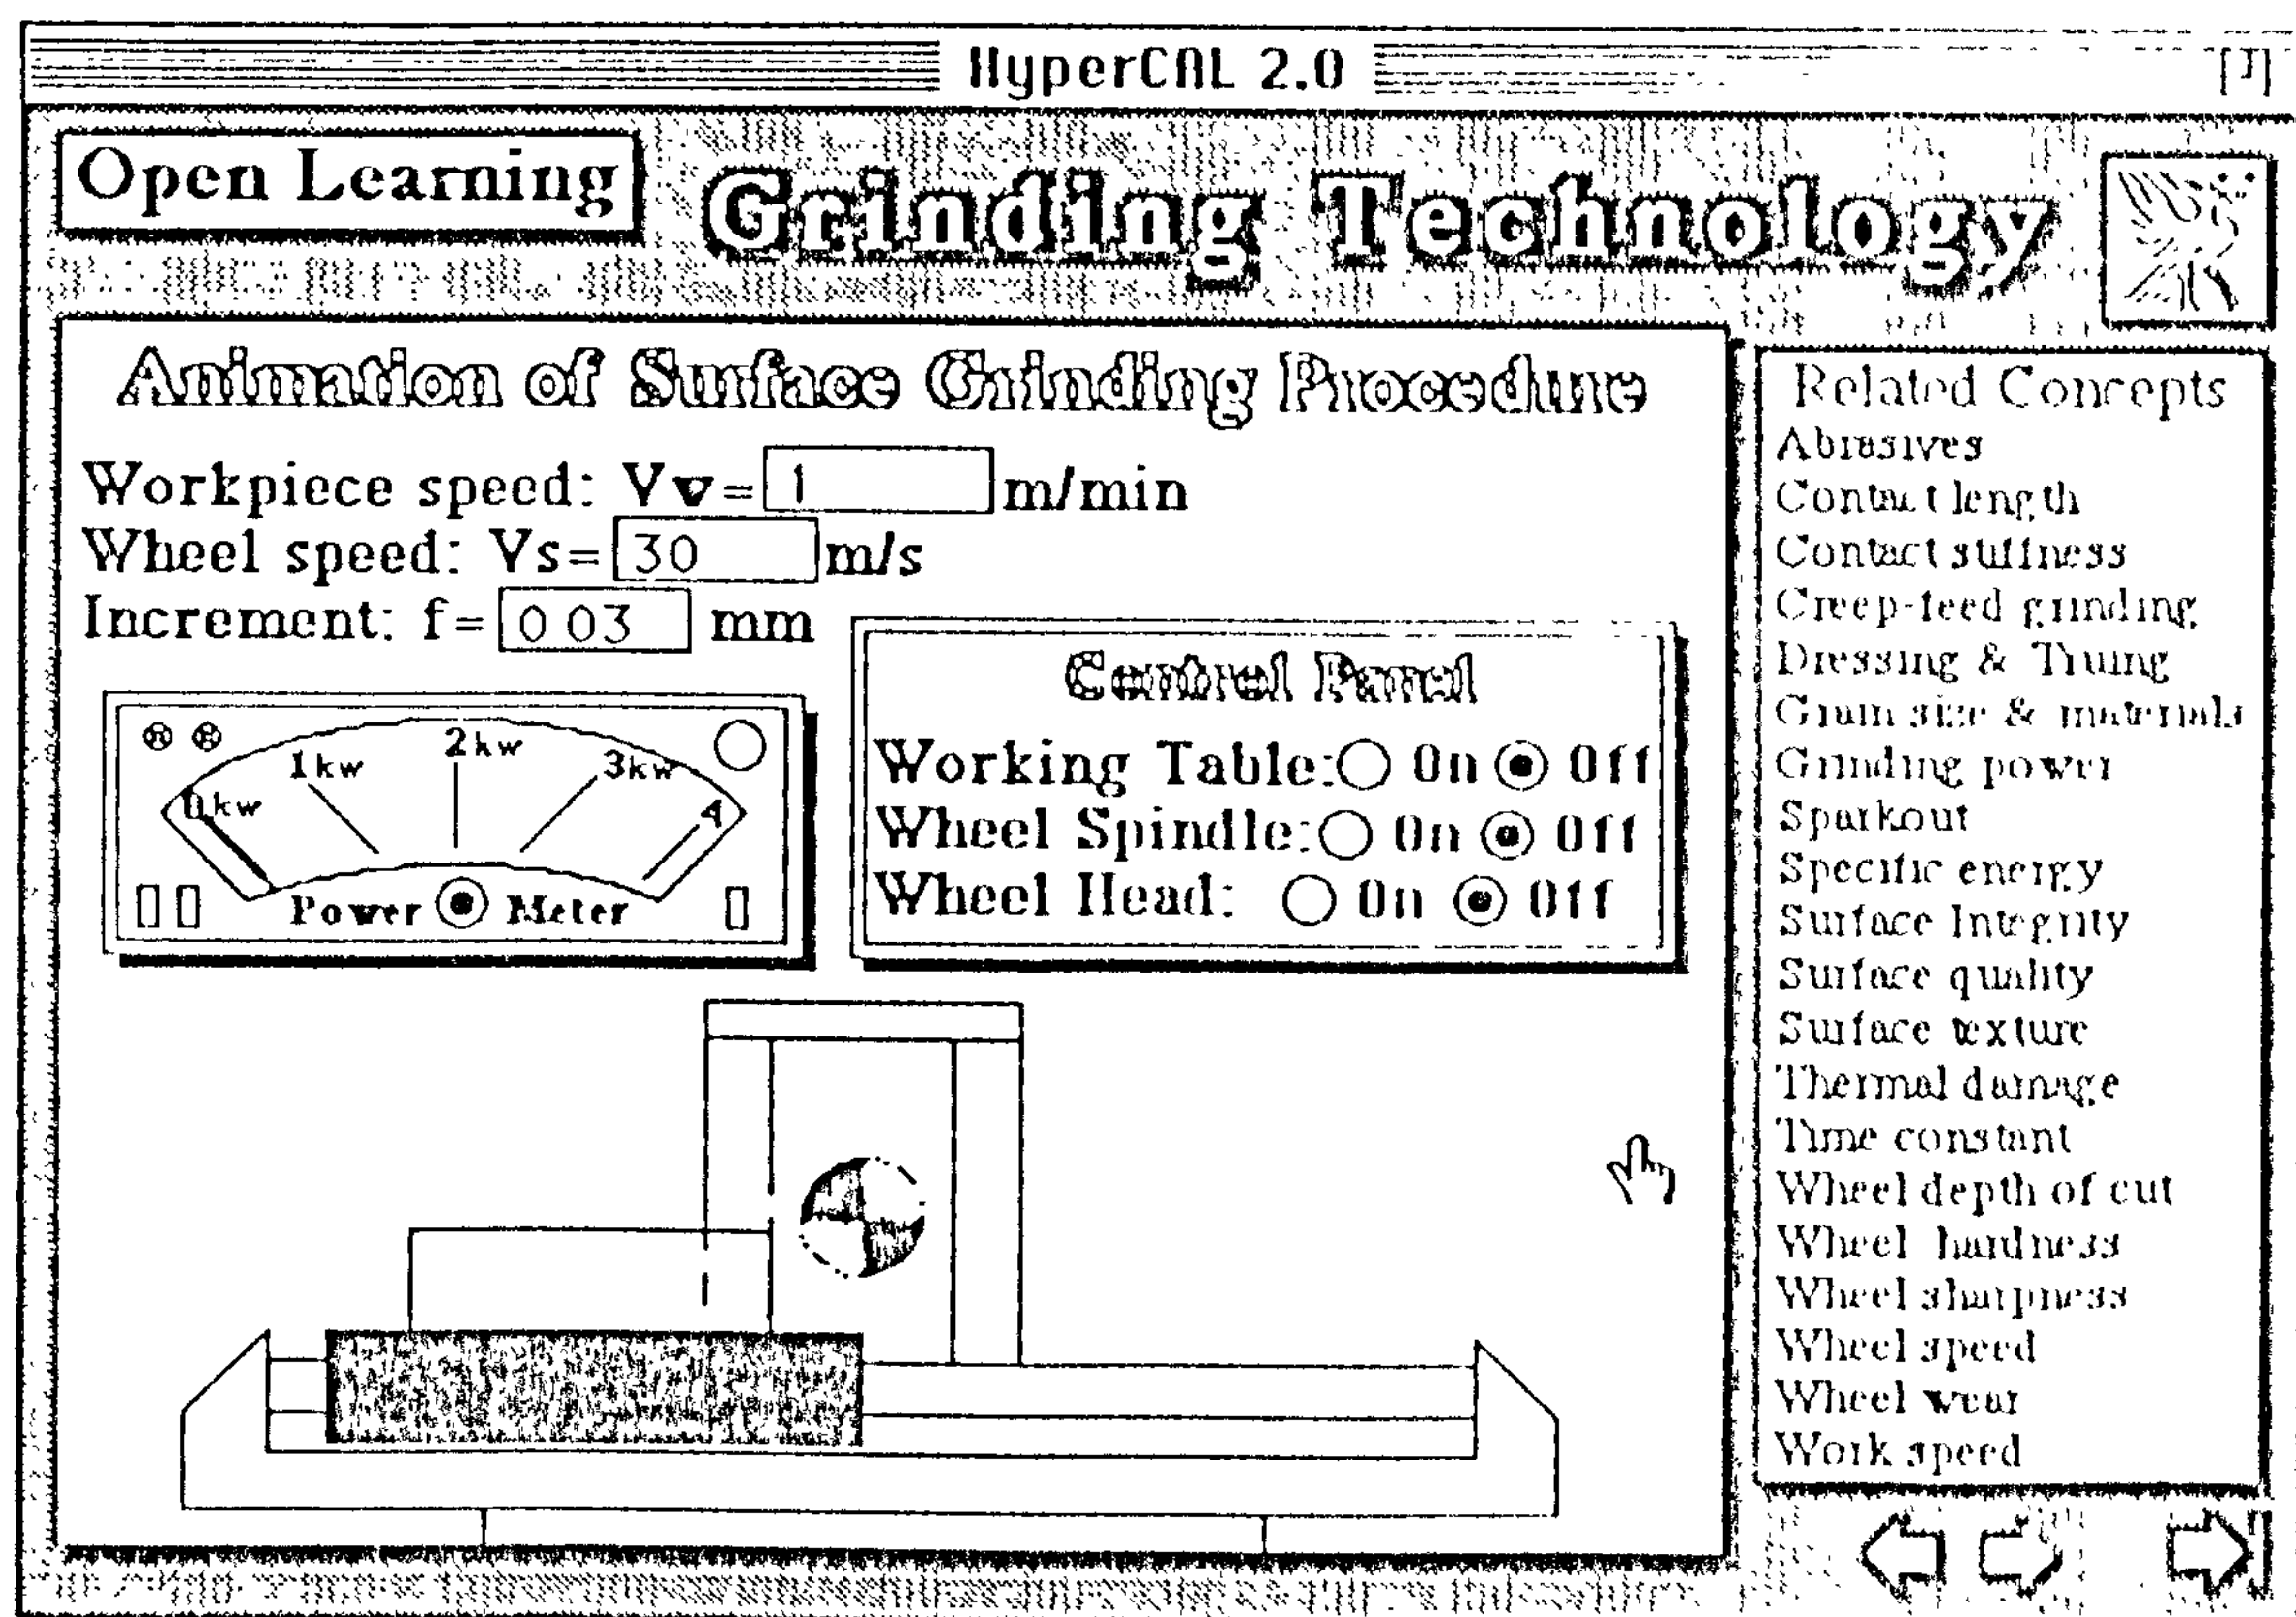 HyperCAL 2.0
Open Learning
Grinding Technology
Animation of Surface Grinding Procedure
Workpiece speed: Vw= 1 m/min
Wheel speed: Vs= 30 m/s
Increment: f= 0.03 mm
0kw 1kw 2kw 3kw 4
Power Meter
Control Panel
Working Table: On Off
Wheel Spindle: On Off
Wheel Head: On Off
Related Concepts
Abrasives
Contact length
Contact stiffness
Creep-feed grinding
Dressing & Truing
Grain size & materials
Grinding power
Sparkout
Specific energy
Surface Integrity
Surface quality
Surface texture
Thermal damage
Time constant
Wheel depth of cut
Wheel hardness
Wheel sharpness
Wheel speed
Wheel wear
Work speed